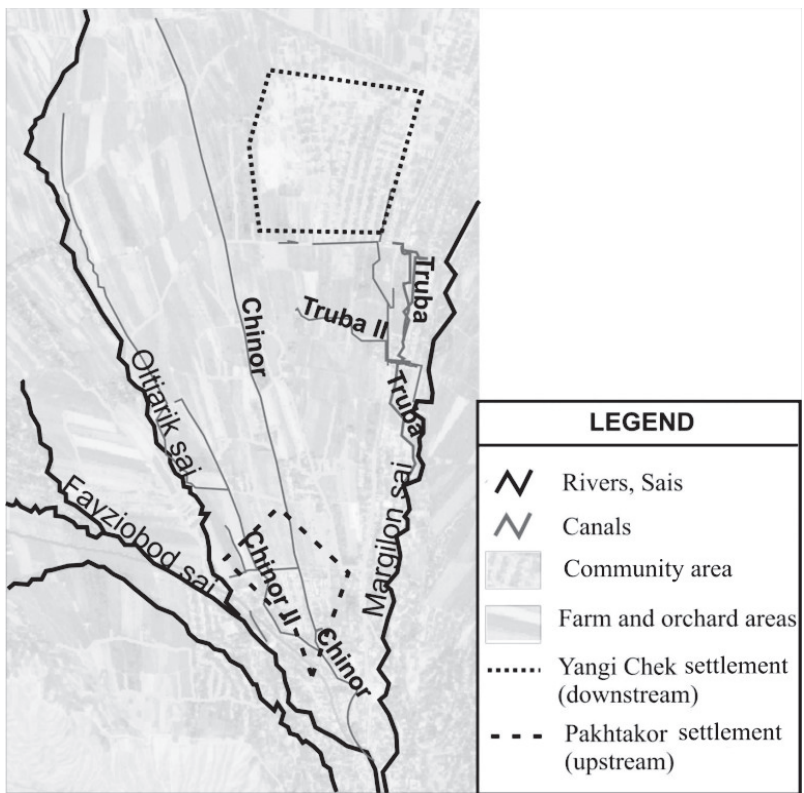 Truba
Truba II
Chinor
Truba
Oltiarik sai
Fayziobod sai
Margilon sai
Chinor II
Chinor
LEGEND
Rivers, Sais
Canals
Community area
Farm and orchard areas
Yangi Chek settlement
(downstream)
Pakhtakor settlement
(upstream)